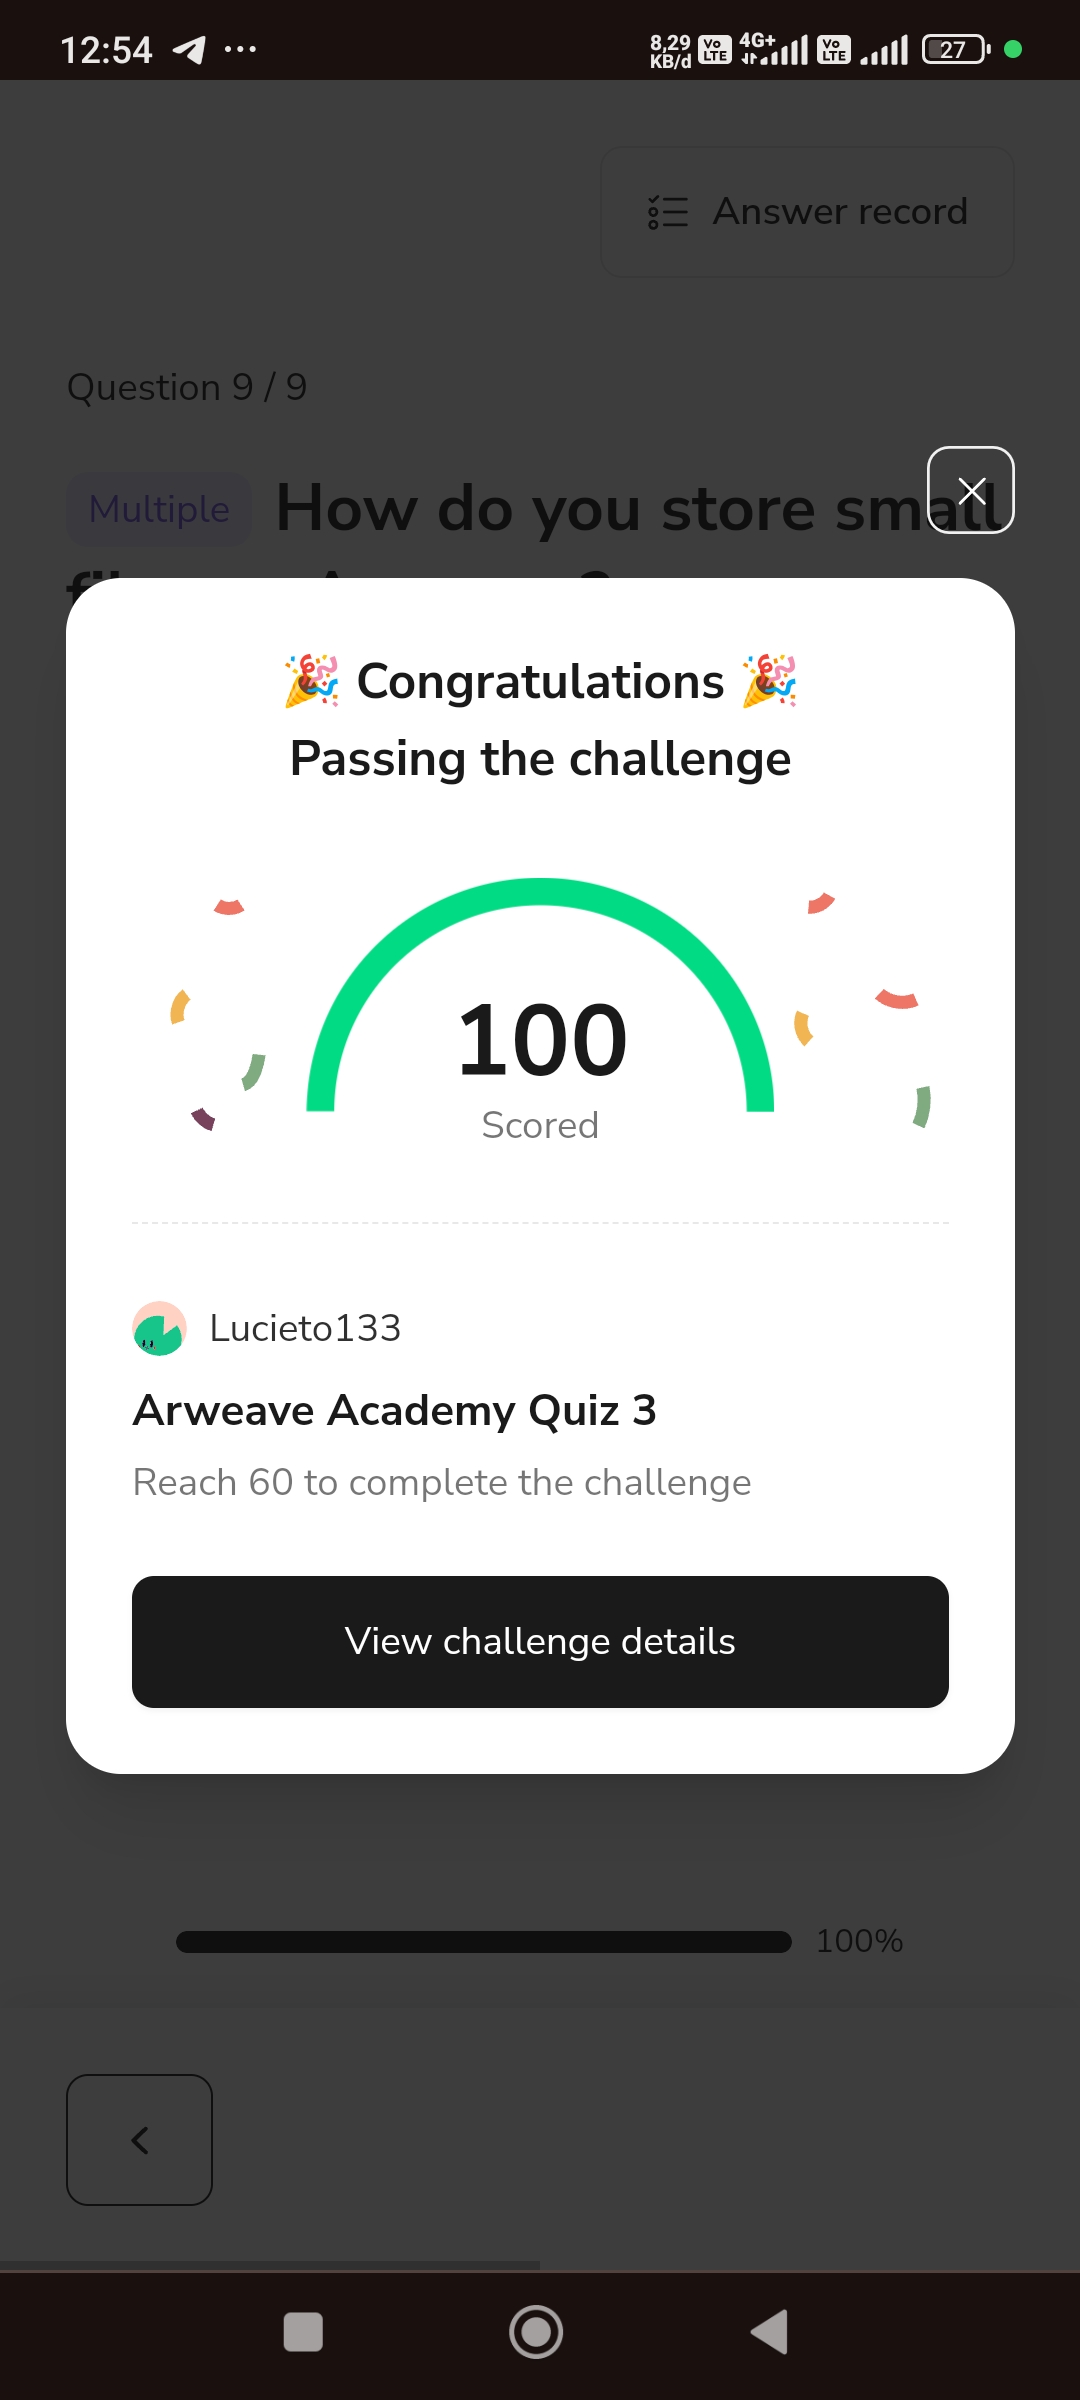 12:54
8,29 KB/d
Vo LTE
4G+
Vo LTE
27
Answer record
Question 9 / 9
Multiple How do you store small
🎉 Congratulations 🎉
Passing the challenge
100
Scored
Lucieto133
Arweave Academy Quiz 3
Reach 60 to complete the challenge
View challenge details
100%